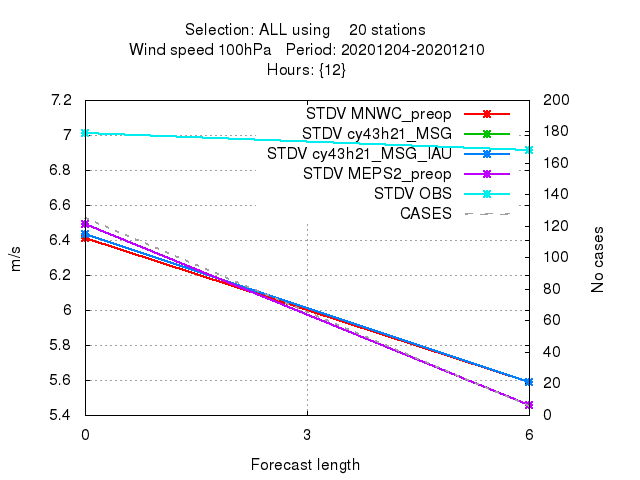 Selection: ALL using 20 stations
Wind speed 100hPa Period: 20201204-20201210
Hours: {12}
7.2
7
6.8
6.6
6.4
6.2
6
5.8
5.6
5.4
m/s
STDV MNWC_preop
STDV cy43h21_MSG
STDV cy43h21_MSG_IAU
STDV MEPS2_preop
STDV OBS
CASES
200
180
160
140
120
100
80
60
40
20
0
No cases
0 3 6
Forecast length